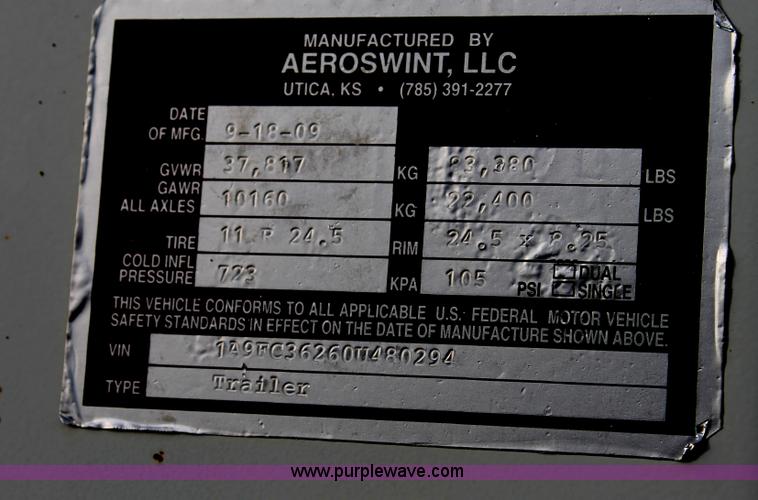 MANUFACTURED BY
AEROSWINT, LLC
UTICA, KS • (785) 391-2277
DATE OF MFG. 9-18-09
GVWR 37,817 KG 83,380 LBS
GAWR ALL AXLES 10160 KG 22,400 LBS
TIRE 11 R 24.5 RIM 24.5 x 8.25
COLD INFL PRESSURE 723 KPA 105 PSI DUAL SINGLE
THIS VEHICLE CONFORMS TO ALL APPLICABLE U.S. FEDERAL MOTOR VEHICLE
SAFETY STANDARDS IN EFFECT ON THE DATE OF MANUFACTURE SHOWN ABOVE.
VIN
TYPE Trailer
www.purplewave.com